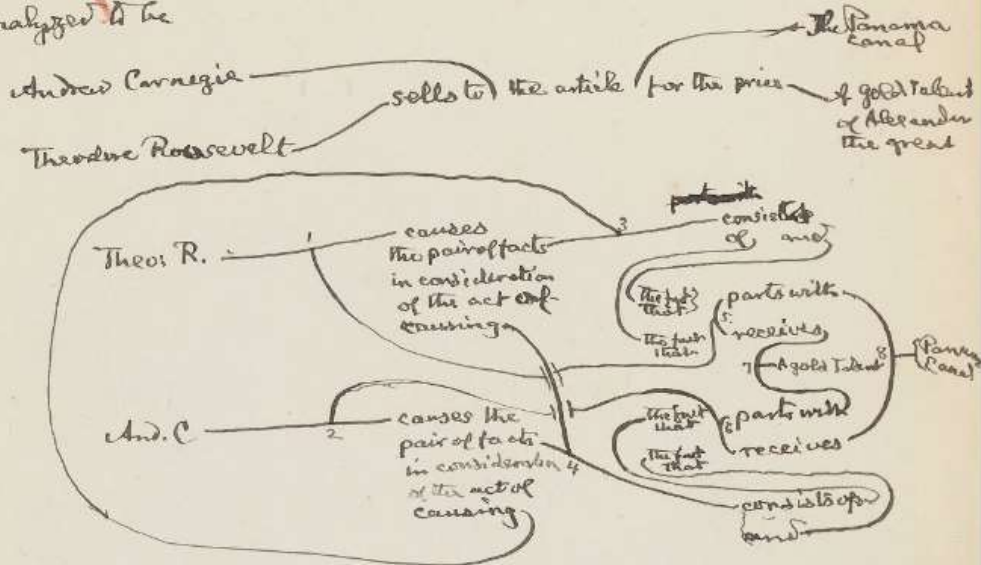 analyzed to be
The Panama
Canal
Andrew Carnegie
sells to the article for the price
A gold talent
of Alexander
the great
Theodore Roosevelt
Theo. R.
1
causes
the pair of facts
in consideration
of the act of
causing
3
consists
of and
the fact
that
the fact
that
5
parts with
receives
7
A gold Talent
8
Panama
Canal
And. C
2
causes the
pair of facts
in consideration
of the act of
causing
4
the fact
that
the fact
that
6
parts with
receives
consists of
and